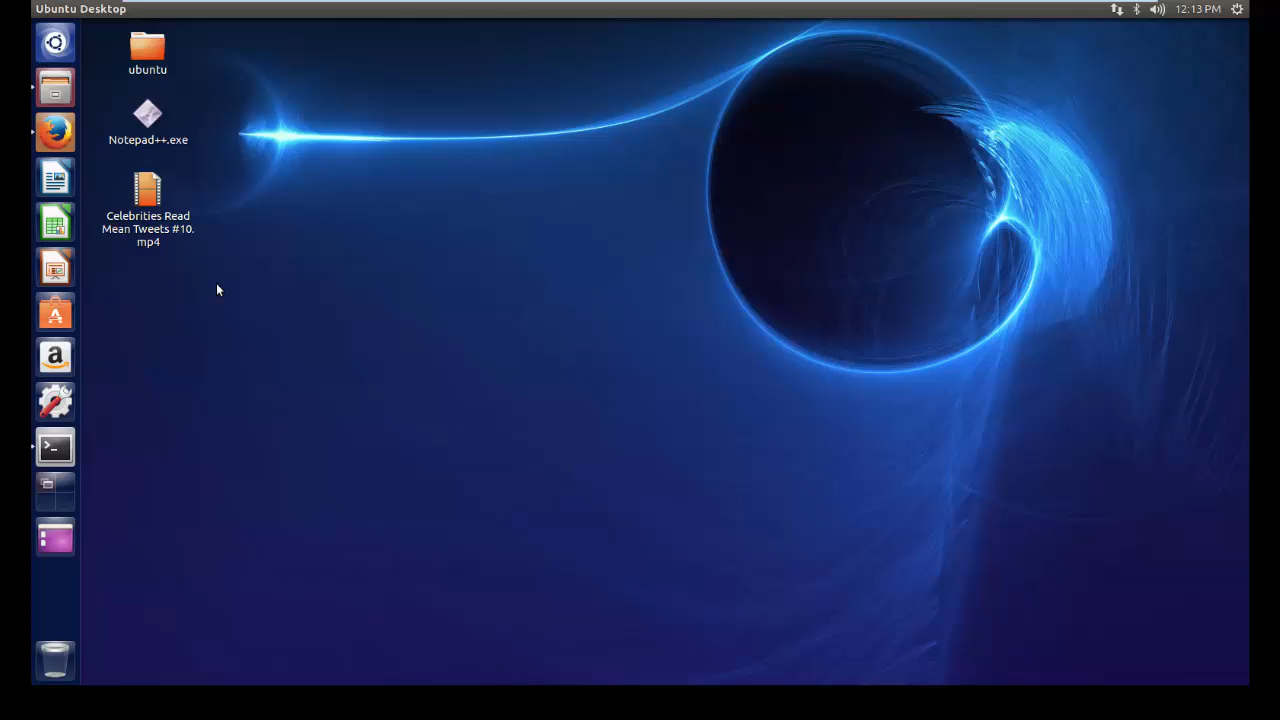 Ubuntu Desktop
12:13 PM
ubuntu
Notepad++.exe
Celebrities Read
Mean Tweets #10.
mp4